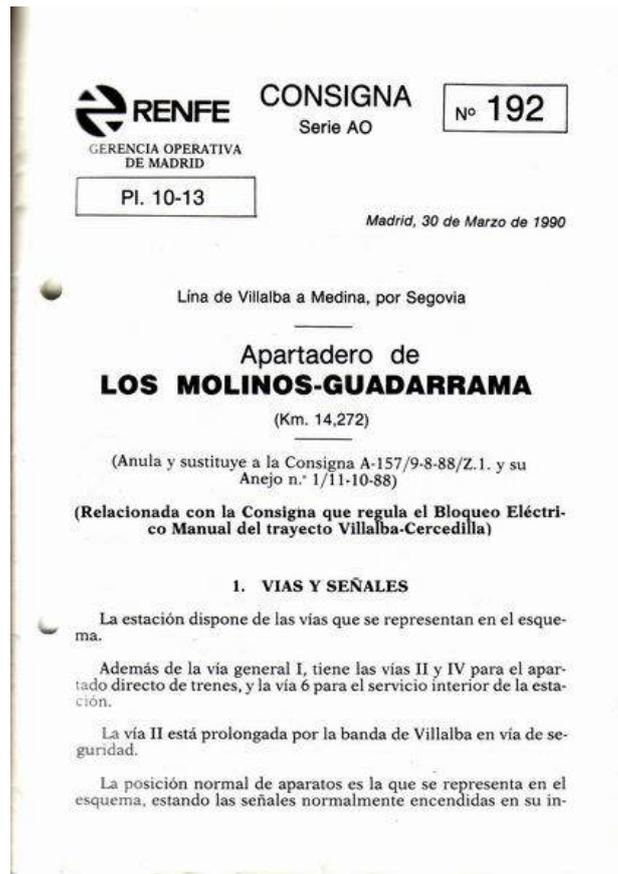 RENFE
GERENCIA OPERATIVA
DE MADRID
CONSIGNA
Serie AO
Nº 192
Pl. 10-13
Madrid, 30 de Marzo de 1990
Lína de Villalba a Medina, por Segovia
Apartadero de
LOS MOLINOS-GUADARRAMA
(Km. 14,272)
(Anula y sustituye a la Consigna A-157/9-8-88/Z.1. y su
Anejo n.º 1/11-10-88)
(Relacionada con la Consigna que regula el Bloqueo Eléctri-
co Manual del trayecto Villalba-Cercedilla)
1. VIAS Y SEÑALES
La estación dispone de las vías que se representan en el esque-
ma.
Además de la vía general I, tiene las vías II y IV para el apar-
tado directo de trenes, y la vía 6 para el servicio interior de la esta-
ción.
La vía II está prolongada por la banda de Villalba en vía de se-
guridad.
La posición normal de aparatos es la que se representa en el
esquema, estando las señales normalmente encendidas en su in-